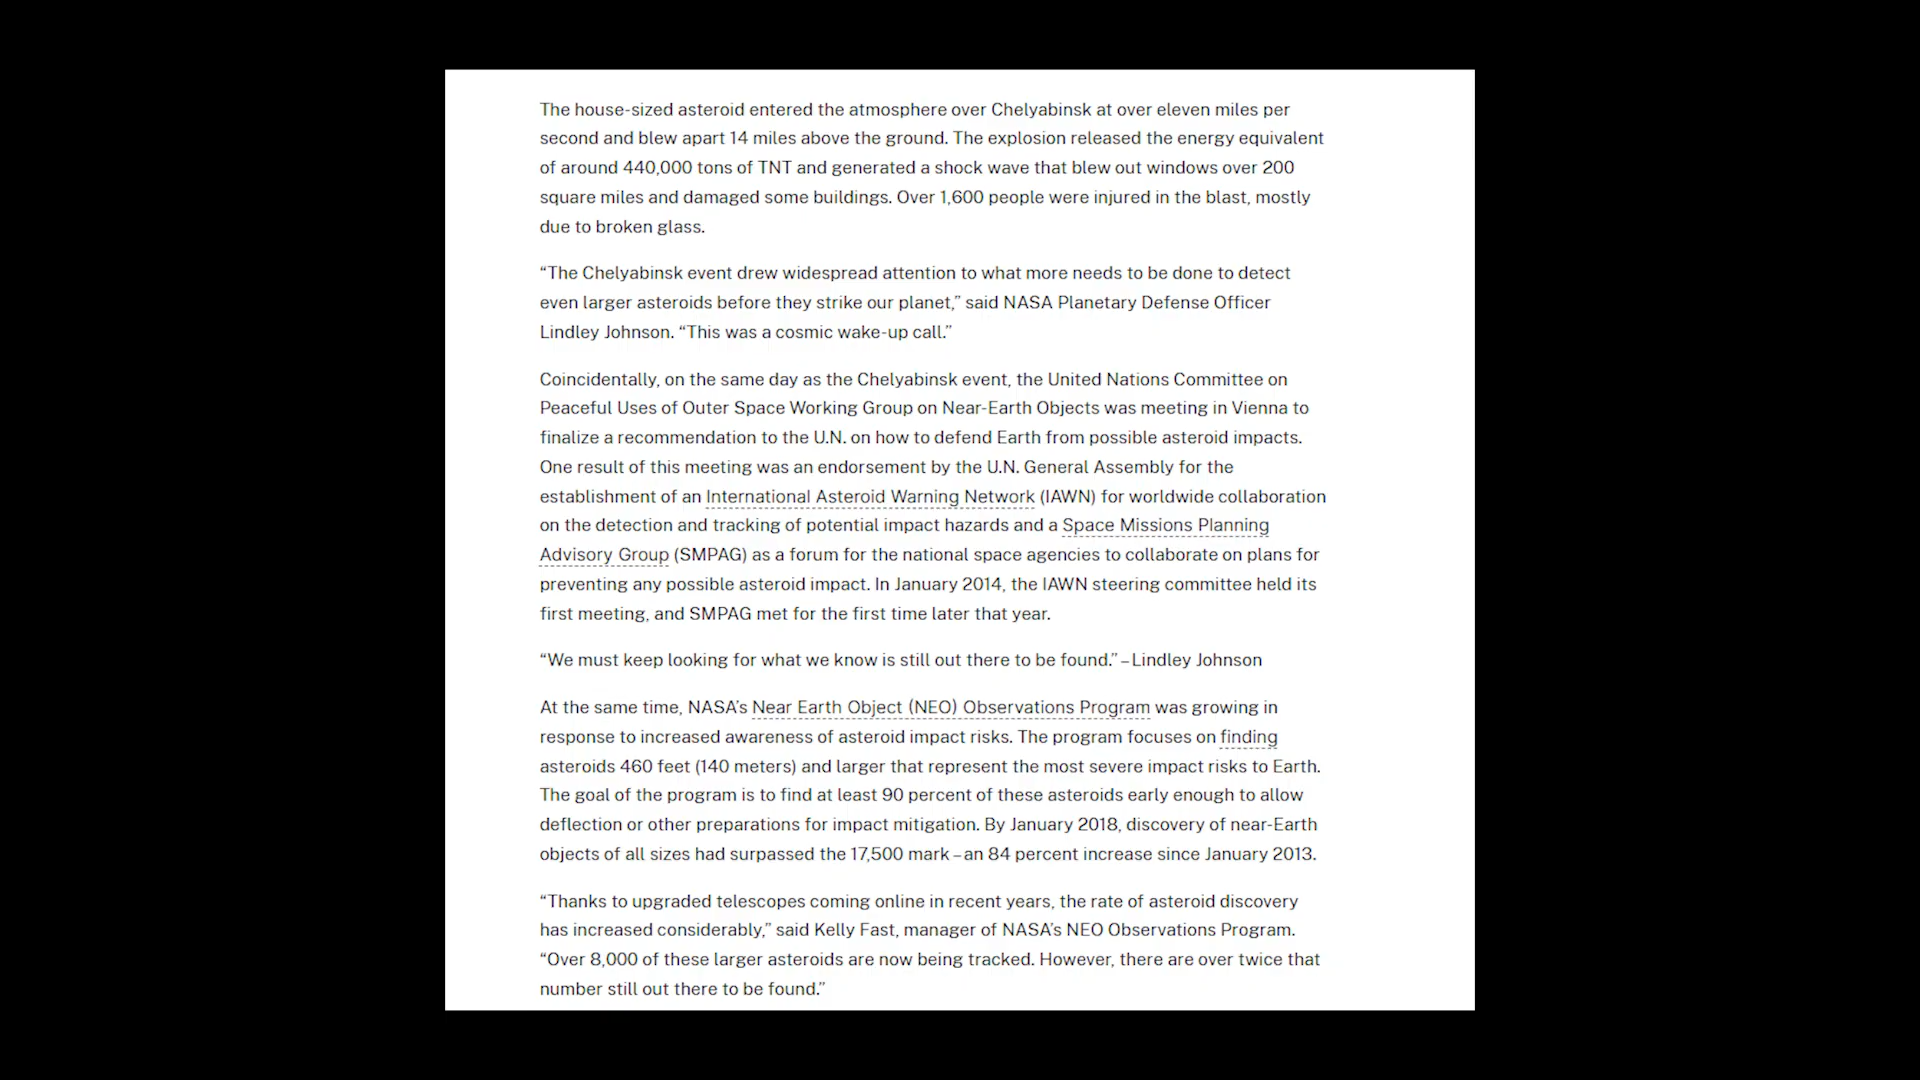 The house-sized asteroid entered the atmosphere over Chelyabinsk at over eleven miles per
second and blew apart 14 miles above the ground. The explosion released the energy equivalent
of around 440,000 tons of TNT and generated a shock wave that blew out windows over 200
square miles and damaged some buildings. Over 1,600 people were injured in the blast, mostly
due to broken glass.
“The Chelyabinsk event drew widespread attention to what more needs to be done to detect
even larger asteroids before they strike our planet,” said NASA Planetary Defense Officer
Lindley Johnson. “This was a cosmic wake-up call.”
Coincidentally, on the same day as the Chelyabinsk event, the United Nations Committee on
Peaceful Uses of Outer Space Working Group on Near-Earth Objects was meeting in Vienna to
finalize a recommendation to the U.N. on how to defend Earth from possible asteroid impacts.
One result of this meeting was an endorsement by the U.N. General Assembly for the
establishment of an International Asteroid Warning Network (IAWN) for worldwide collaboration
on the detection and tracking of potential impact hazards and a Space Missions Planning
Advisory Group (SMPAG) as a forum for the national space agencies to collaborate on plans for
preventing any possible asteroid impact. In January 2014, the IAWN steering committee held its
first meeting, and SMPAG met for the first time later that year.
“We must keep looking for what we know is still out there to be found.” – Lindley Johnson
At the same time, NASA’s Near Earth Object (NEO) Observations Program was growing in
response to increased awareness of asteroid impact risks. The program focuses on finding
asteroids 460 feet (140 meters) and larger that represent the most severe impact risks to Earth.
The goal of the program is to find at least 90 percent of these asteroids early enough to allow
deflection or other preparations for impact mitigation. By January 2018, discovery of near-Earth
objects of all sizes had surpassed the 17,500 mark – an 84 percent increase since January 2013.
“Thanks to upgraded telescopes coming online in recent years, the rate of asteroid discovery
has increased considerably,” said Kelly Fast, manager of NASA’s NEO Observations Program.
“Over 8,000 of these larger asteroids are now being tracked. However, there are over twice that
number still out there to be found.”